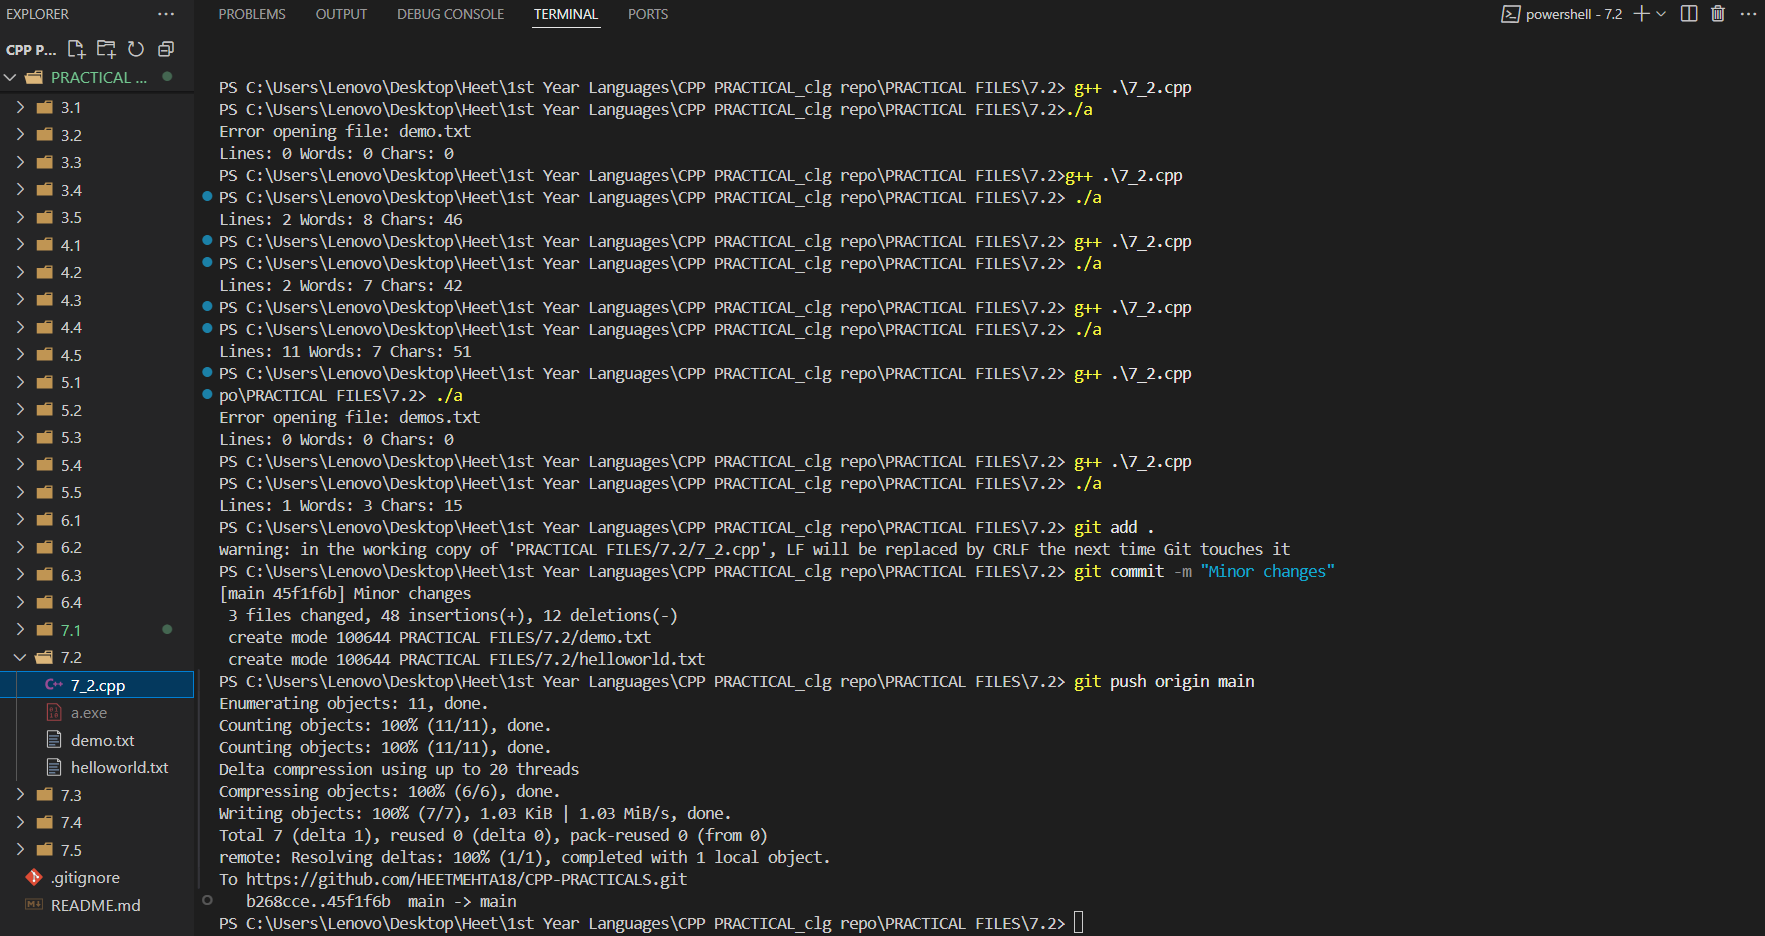 EXPLORER
CPP P...
PRACTICAL ...
3.1
3.2
3.3
3.4
3.5
4.1
4.2
4.3
4.4
4.5
5.1
5.2
5.3
5.4
5.5
6.1
6.2
6.3
6.4
7.1
7.2
7_2.cpp
a.exe
demo.txt
helloworld.txt
7.3
7.4
7.5
.gitignore
README.md
PROBLEMS OUTPUT DEBUG CONSOLE TERMINAL PORTS
powershell - 7.2
PS C:\Users\Lenovo\Desktop\Heet\1st Year Languages\CPP PRACTICAL_clg repo\PRACTICAL FILES\7.2> g++ .\7_2.cpp
PS C:\Users\Lenovo\Desktop\Heet\1st Year Languages\CPP PRACTICAL_clg repo\PRACTICAL FILES\7.2>./a
Error opening file: demo.txt
Lines: 0 Words: 0 Chars: 0
PS C:\Users\Lenovo\Desktop\Heet\1st Year Languages\CPP PRACTICAL_clg repo\PRACTICAL FILES\7.2>g++ .\7_2.cpp
PS C:\Users\Lenovo\Desktop\Heet\1st Year Languages\CPP PRACTICAL_clg repo\PRACTICAL FILES\7.2> ./a
Lines: 2 Words: 8 Chars: 46
PS C:\Users\Lenovo\Desktop\Heet\1st Year Languages\CPP PRACTICAL_clg repo\PRACTICAL FILES\7.2> g++ .\7_2.cpp
PS C:\Users\Lenovo\Desktop\Heet\1st Year Languages\CPP PRACTICAL_clg repo\PRACTICAL FILES\7.2> ./a
Lines: 2 Words: 7 Chars: 42
PS C:\Users\Lenovo\Desktop\Heet\1st Year Languages\CPP PRACTICAL_clg repo\PRACTICAL FILES\7.2> g++ .\7_2.cpp
PS C:\Users\Lenovo\Desktop\Heet\1st Year Languages\CPP PRACTICAL_clg repo\PRACTICAL FILES\7.2> ./a
Lines: 11 Words: 7 Chars: 51
PS C:\Users\Lenovo\Desktop\Heet\1st Year Languages\CPP PRACTICAL_clg repo\PRACTICAL FILES\7.2> g++ .\7_2.cpp
po\PRACTICAL FILES\7.2> ./a
Error opening file: demos.txt
Lines: 0 Words: 0 Chars: 0
PS C:\Users\Lenovo\Desktop\Heet\1st Year Languages\CPP PRACTICAL_clg repo\PRACTICAL FILES\7.2> g++ .\7_2.cpp
PS C:\Users\Lenovo\Desktop\Heet\1st Year Languages\CPP PRACTICAL_clg repo\PRACTICAL FILES\7.2> ./a
Lines: 1 Words: 3 Chars: 15
PS C:\Users\Lenovo\Desktop\Heet\1st Year Languages\CPP PRACTICAL_clg repo\PRACTICAL FILES\7.2> git add .
warning: in the working copy of 'PRACTICAL FILES/7.2/7_2.cpp', LF will be replaced by CRLF the next time Git touches it
PS C:\Users\Lenovo\Desktop\Heet\1st Year Languages\CPP PRACTICAL_clg repo\PRACTICAL FILES\7.2> git commit -m "Minor changes"
[main 45f1f6b] Minor changes
3 files changed, 48 insertions(+), 12 deletions(-)
create mode 100644 PRACTICAL FILES/7.2/demo.txt
create mode 100644 PRACTICAL FILES/7.2/helloworld.txt
PS C:\Users\Lenovo\Desktop\Heet\1st Year Languages\CPP PRACTICAL_clg repo\PRACTICAL FILES\7.2> git push origin main
Enumerating objects: 11, done.
Counting objects: 100% (11/11), done.
Counting objects: 100% (11/11), done.
Delta compression using up to 20 threads
Compressing objects: 100% (6/6), done.
Writing objects: 100% (7/7), 1.03 KiB | 1.03 MiB/s, done.
Total 7 (delta 1), reused 0 (delta 0), pack-reused 0 (from 0)
remote: Resolving deltas: 100% (1/1), completed with 1 local object.
To https://github.com/HEETMEHTA18/CPP-PRACTICALS.git
b268cce..45f1f6b main -> main
PS C:\Users\Lenovo\Desktop\Heet\1st Year Languages\CPP PRACTICAL_clg repo\PRACTICAL FILES\7.2>